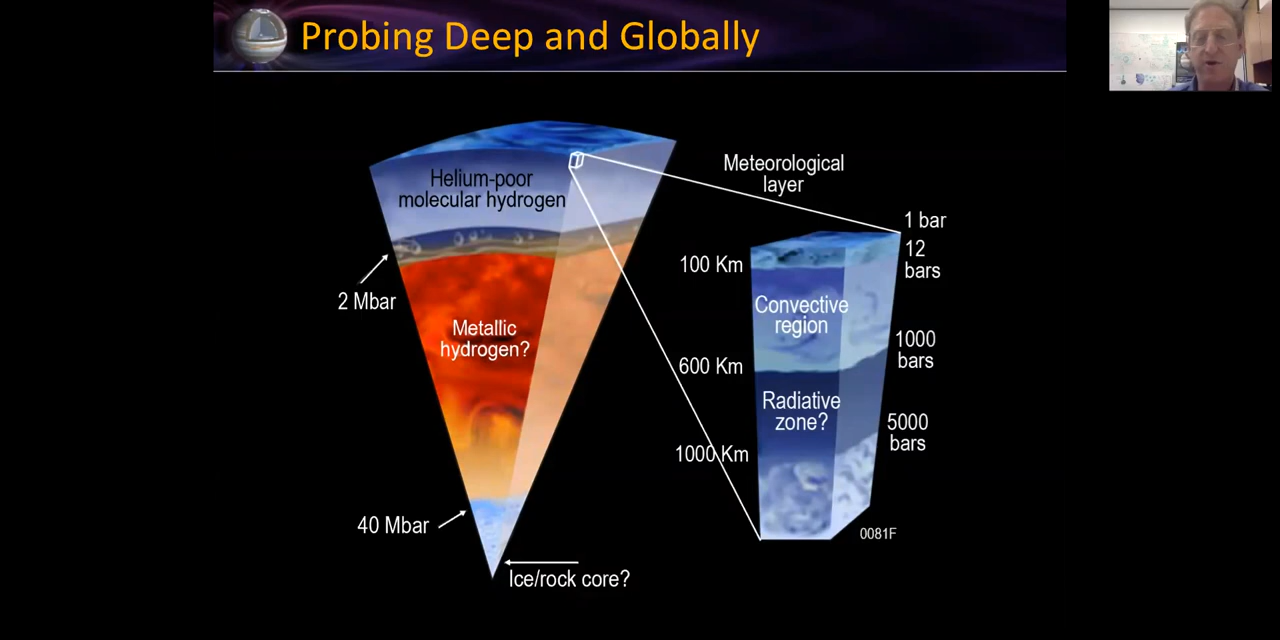 Probing Deep and Globally
Helium-poor
molecular hydrogen
2 Mbar
Metallic
hydrogen?
40 Mbar
Ice/rock core?
Meteorological
layer
1 bar
12
bars
100 Km
Convective
region
1000
bars
600 Km
Radiative
zone?
5000
bars
1000 Km
0081F